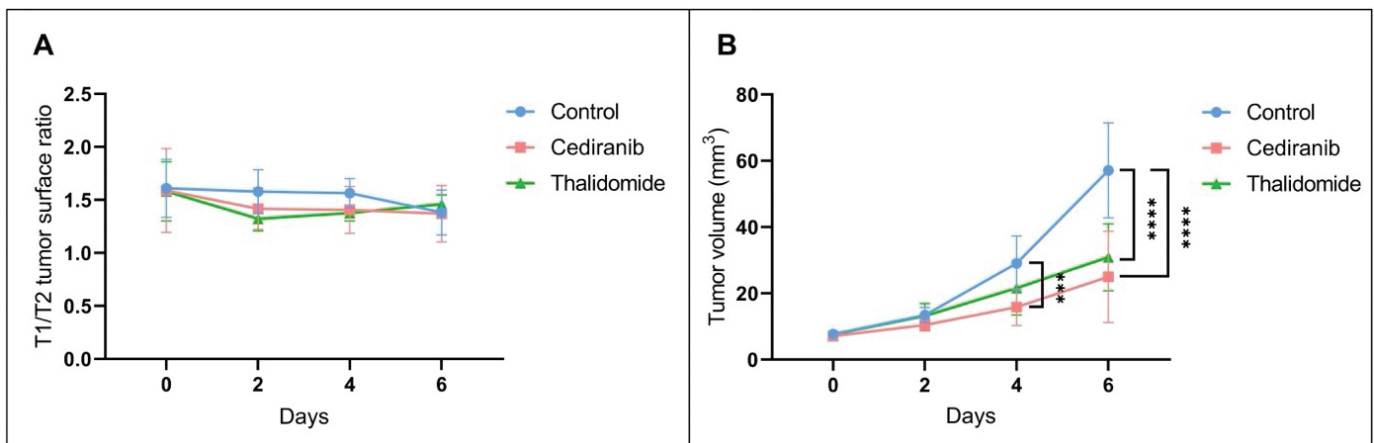 A
T1/T2 tumor surface ratio
2.5
2.0
1.5
1.0
0.5
0.0
0 2 4 6
Days
Control
Cediranib
Thalidomide
B
Tumor volume (mm³)
80
60
40
20
0
0 2 4 6
Days
***
****
****
Control
Cediranib
Thalidomide